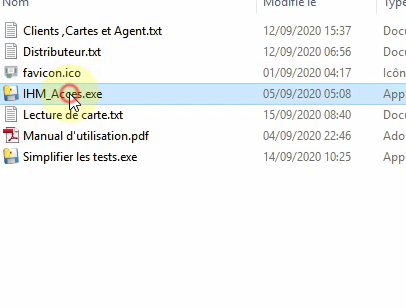 Nom Modifié le Type
Clients ,Cartes et Agent.txt 12/09/2020 15:37 Docu
Distributeur.txt 12/09/2020 06:56 Docu
favicon.ico 01/09/2020 04:17 Icôn
IHM_Acces.exe 05/09/2020 05:08 App
Lecture de carte.txt 15/09/2020 08:40 Docu
Manual d'utilisation.pdf 04/09/2020 22:46 Ado
Simplifier les tests.exe 14/09/2020 10:25 App